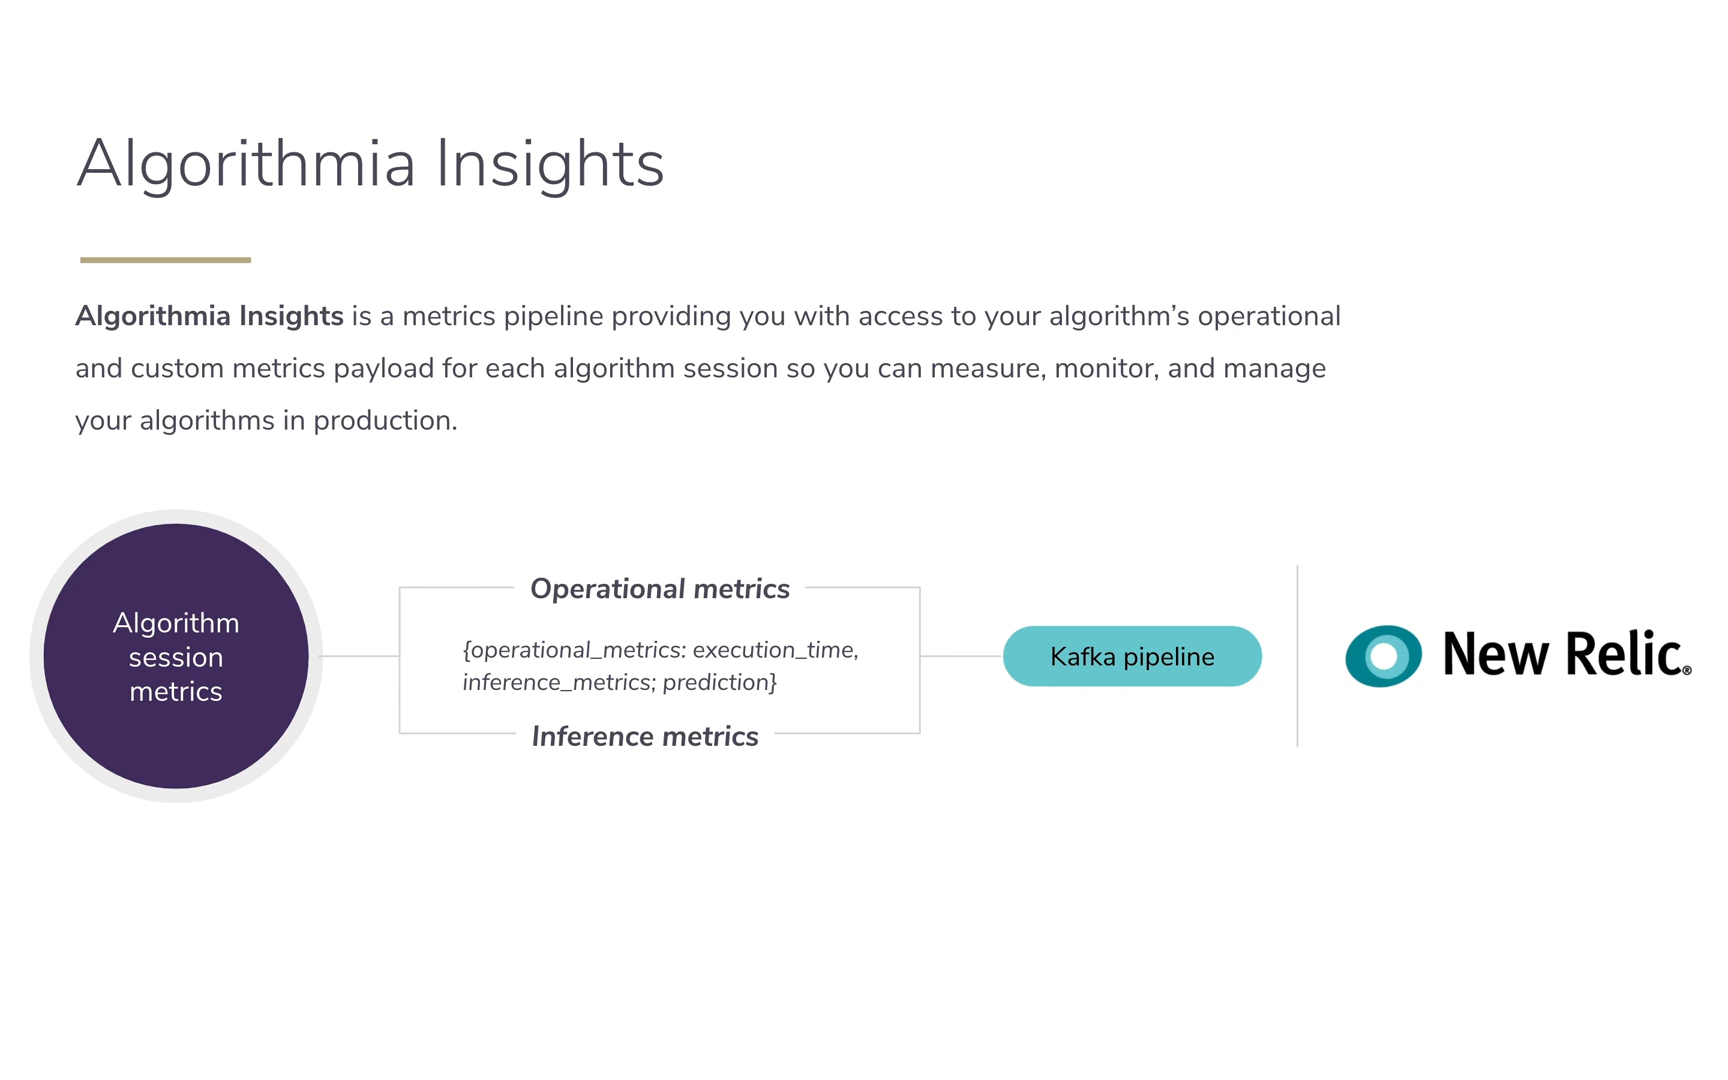 Algorithmia Insights
Algorithmia Insights is a metrics pipeline providing you with access to your algorithm’s operational
and custom metrics payload for each algorithm session so you can measure, monitor, and manage
your algorithms in production.
Algorithm
session
metrics
Operational metrics
{operational_metrics: execution_time,
inference_metrics; prediction}
Inference metrics
Kafka pipeline
New Relic®